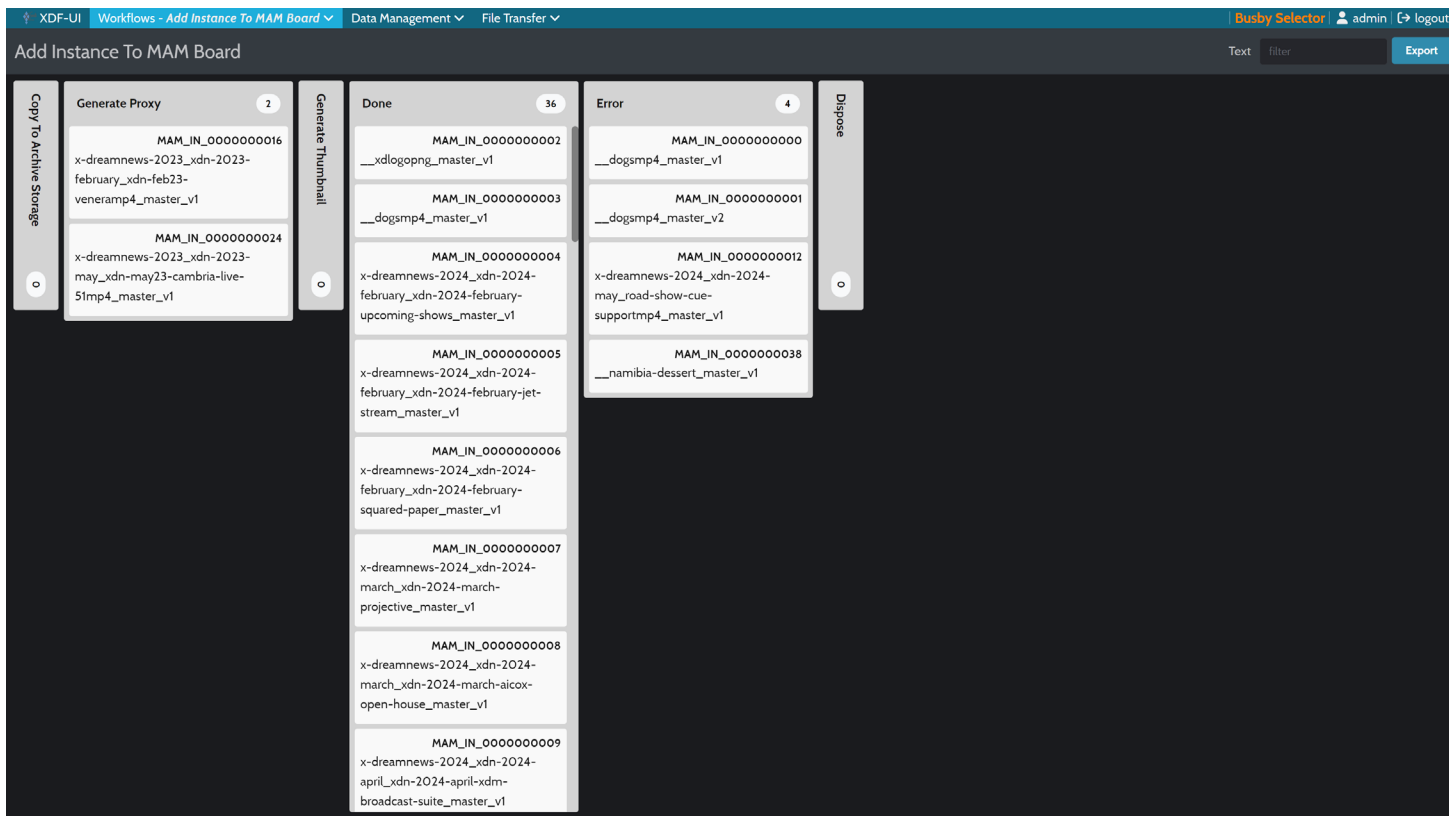 XDF-UI Workflows - Add Instance To MAM Board Data Management File Transfer Busby Selector admin logout
Add Instance To MAM Board Text filter Export
Copy To Archive Storage
0
Generate Proxy 2
MAM_IN_0000000016
x-dreamnews-2023_xdn-2023-
february_xdn-feb23-
veneramp4_master_v1
MAM_IN_0000000024
x-dreamnews-2023_xdn-2023-
may_xdn-may23-cambria-live-
51mp4_master_v1
Generate Thumbnail
0
Done 36
MAM_IN_0000000002
__xdlogopng_master_v1
MAM_IN_0000000003
__dogsmp4_master_v1
MAM_IN_0000000004
x-dreamnews-2024_xdn-2024-
february_xdn-2024-february-
upcoming-shows_master_v1
MAM_IN_0000000005
x-dreamnews-2024_xdn-2024-
february_xdn-2024-february-jet-
stream_master_v1
MAM_IN_0000000006
x-dreamnews-2024_xdn-2024-
february_xdn-2024-february-
squared-paper_master_v1
MAM_IN_0000000007
x-dreamnews-2024_xdn-2024-
march_xdn-2024-march-
projective_master_v1
MAM_IN_0000000008
x-dreamnews-2024_xdn-2024-
march_xdn-2024-march-aicox-
open-house_master_v1
MAM_IN_0000000009
x-dreamnews-2024_xdn-2024-
april_xdn-2024-april-xdm-
broadcast-suite_master_v1
Error 4
MAM_IN_0000000000
__dogsmp4_master_v1
MAM_IN_0000000001
__dogsmp4_master_v2
MAM_IN_0000000012
x-dreamnews-2024_xdn-2024-
may_road-show-cue-
supportmp4_master_v1
MAM_IN_0000000038
__namibia-dessert_master_v1
Dispose
0